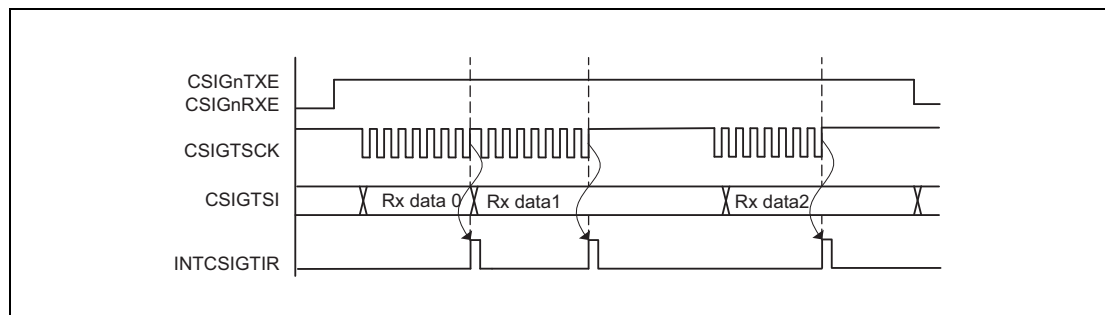 CSIGnTXE
CSIGnRXE
CSIGTSCK
CSIGTSI
Rx data 0
Rx data1
Rx data2
INTCSIGTIR